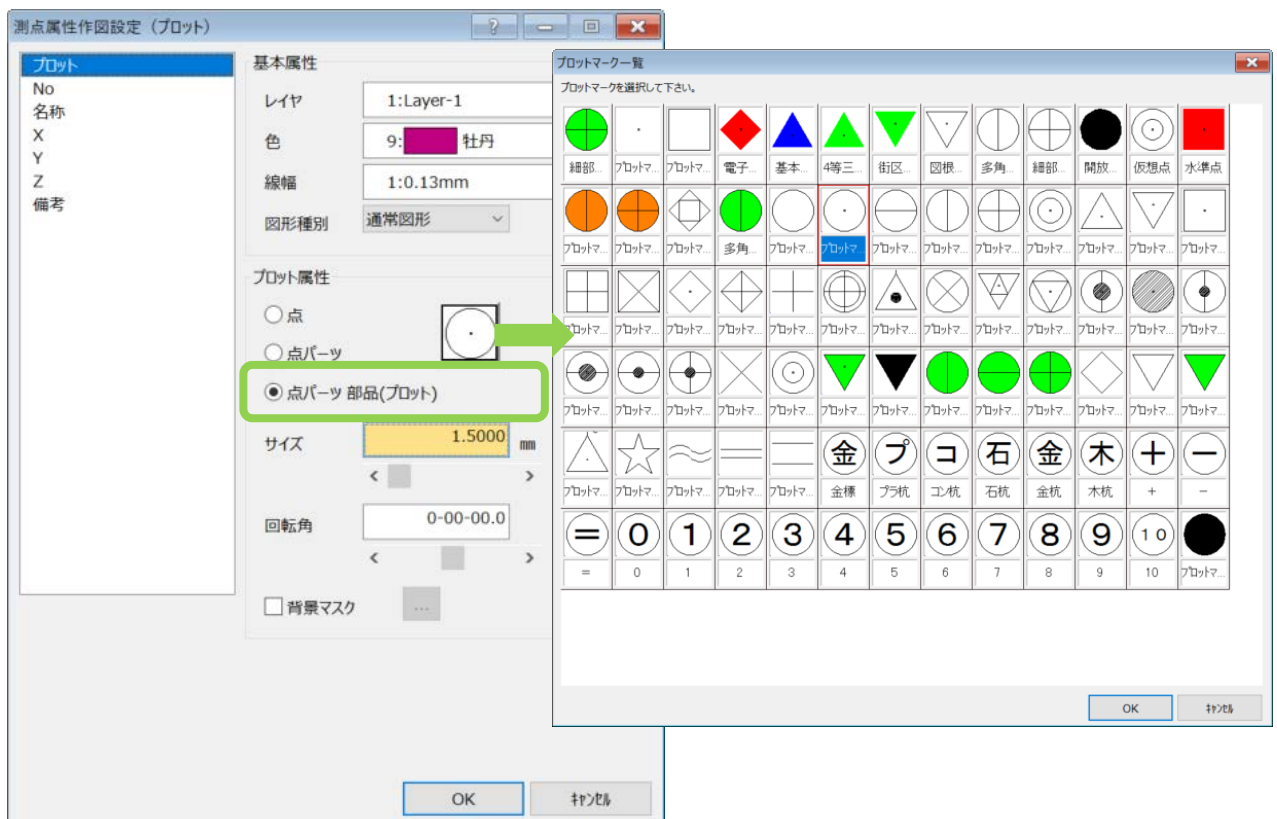 測点属性作図設定（プロット）
プロット
No
名称
X
Y
Z
備考
基本属性
レイヤ 1:Layer-1
色 9: 牡丹
線幅 1:0.13mm
図形種別 通常図形
プロット属性
点
点パーツ
点パーツ 部品(プロット)
サイズ 1.5000 mm
回転角 0-00-00.0
背景マスク ...
OK ｷｬﾝｾﾙ
プロットマーク一覧
プロットマークを選択して下さい。
細部... ﾌﾟﾛｯﾄﾏ... ﾌﾟﾛｯﾄﾏ... 電子... 基本... 4等三... 街区... 図根... 多角... 細部... 開放... 仮想点 水準点
ﾌﾟﾛｯﾄﾏ... ﾌﾟﾛｯﾄﾏ... ﾌﾟﾛｯﾄﾏ... 多角... ﾌﾟﾛｯﾄﾏ... ﾌﾟﾛｯﾄﾏ... ﾌﾟﾛｯﾄﾏ... ﾌﾟﾛｯﾄﾏ... ﾌﾟﾛｯﾄﾏ... ﾌﾟﾛｯﾄﾏ... ﾌﾟﾛｯﾄﾏ... ﾌﾟﾛｯﾄﾏ... ﾌﾟﾛｯﾄﾏ...
ﾌﾟﾛｯﾄﾏ... ﾌﾟﾛｯﾄﾏ... ﾌﾟﾛｯﾄﾏ... ﾌﾟﾛｯﾄﾏ... ﾌﾟﾛｯﾄﾏ... ﾌﾟﾛｯﾄﾏ... ﾌﾟﾛｯﾄﾏ... ﾌﾟﾛｯﾄﾏ... ﾌﾟﾛｯﾄﾏ... ﾌﾟﾛｯﾄﾏ... ﾌﾟﾛｯﾄﾏ... ﾌﾟﾛｯﾄﾏ... ﾌﾟﾛｯﾄﾏ...
ﾌﾟﾛｯﾄﾏ... ﾌﾟﾛｯﾄﾏ... ﾌﾟﾛｯﾄﾏ... ﾌﾟﾛｯﾄﾏ... ﾌﾟﾛｯﾄﾏ... ﾌﾟﾛｯﾄﾏ... ﾌﾟﾛｯﾄﾏ... ﾌﾟﾛｯﾄﾏ... ﾌﾟﾛｯﾄﾏ... ﾌﾟﾛｯﾄﾏ... ﾌﾟﾛｯﾄﾏ... ﾌﾟﾛｯﾄﾏ... ﾌﾟﾛｯﾄﾏ...
金 プ コ 石 金 木 + −
ﾌﾟﾛｯﾄﾏ... ﾌﾟﾛｯﾄﾏ... ﾌﾟﾛｯﾄﾏ... ﾌﾟﾛｯﾄﾏ... ﾌﾟﾛｯﾄﾏ... 金標 プラ杭 コン杭 石杭 金杭 木杭 + −
= 0 1 2 3 4 5 6 7 8 9 10
= 0 1 2 3 4 5 6 7 8 9 10 ﾌﾟﾛｯﾄﾏ...
OK ｷｬﾝｾﾙ